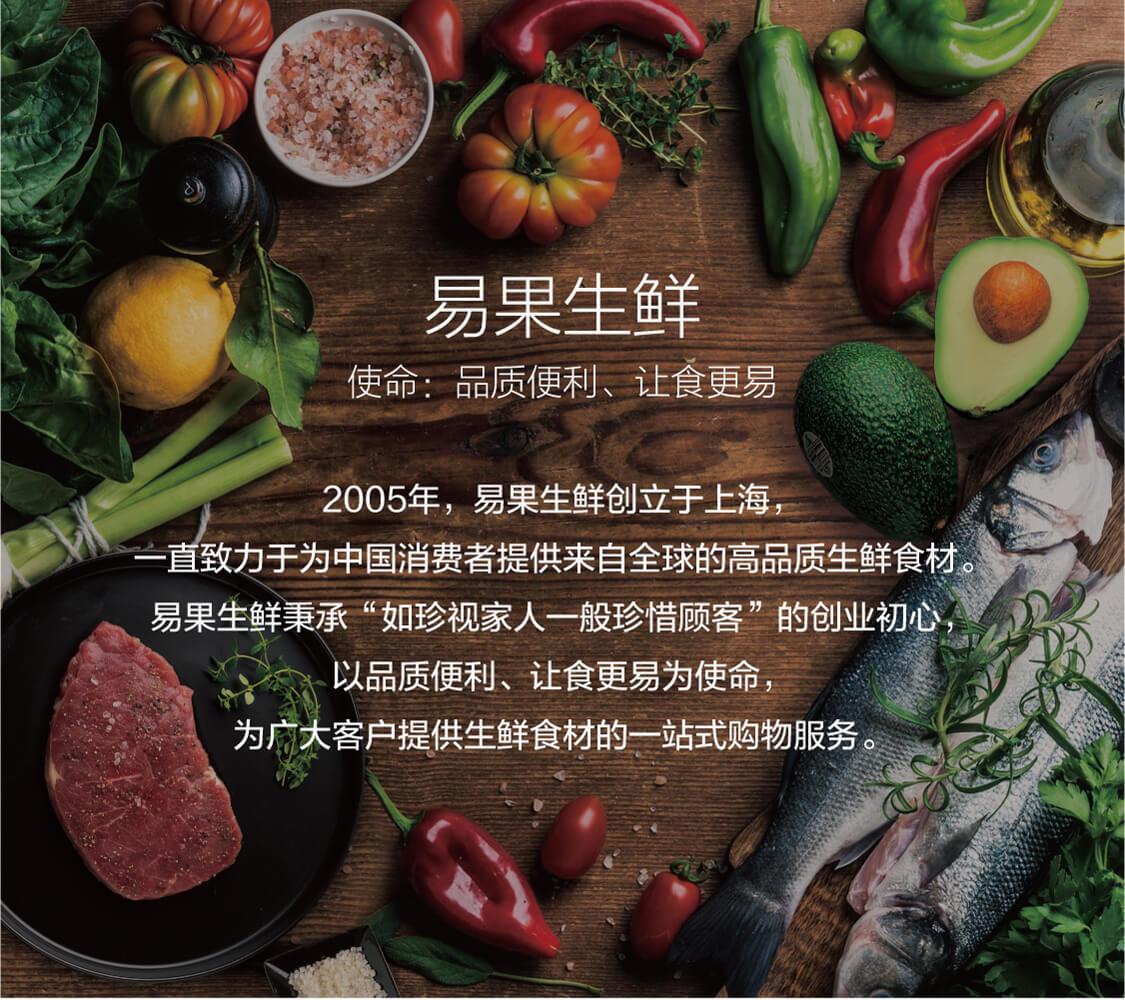 易果生鲜
使命：品质便利、让食更易
2005年，易果生鲜创立于上海，
一直致力于为中国消费者提供来自全球的高品质生鲜食材。
易果生鲜秉承“如珍视家人一般珍惜顾客”的创业初心，
以品质便利、让食更易为使命，
为广大客户提供生鲜食材的一站式购物服务。